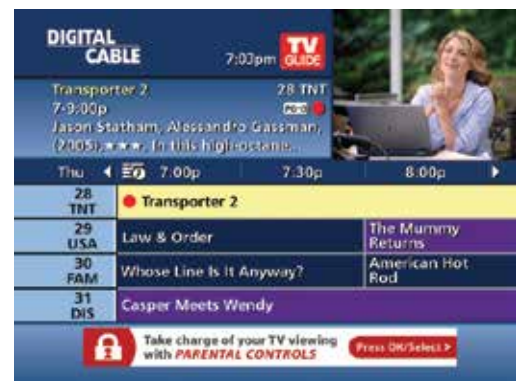 DIGITAL
CABLE
7:03pm TV
GUIDE
Transporter 2 28 TNT
7-9:00p
Jason Statham, Alessandro Gassman,
(2005), ★★★, In this high-octane...
Thu 7:00p 7:30p 8:00p
28
TNT
Transporter 2
29
USA
Law & Order
The Mummy
Returns
30
FAM
Whose Line Is It Anyway?
American Hot
Rod
31
DIS
Casper Meets Wendy
Take charge of your TV viewing
with PARENTAL CONTROLS
Press OK/Select >